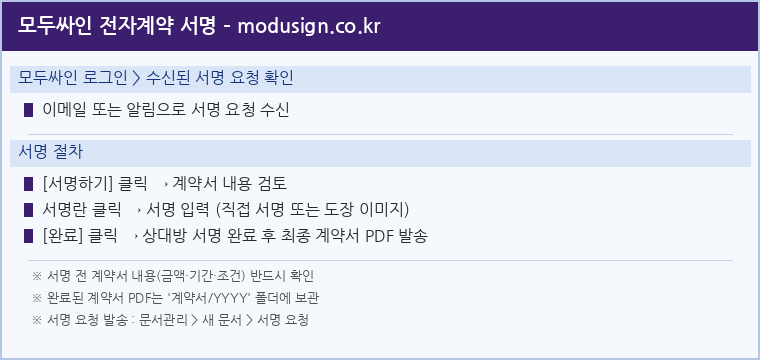 모두싸인 전자계약 서명 - modusign.co.kr
모두싸인 로그인 > 수신된 서명 요청 확인
이메일 또는 알림으로 서명 요청 수신
서명 절차
[서명하기] 클릭 → 계약서 내용 검토
서명란 클릭 → 서명 입력 (직접 서명 또는 도장 이미지)
[완료] 클릭 → 상대방 서명 완료 후 최종 계약서 PDF 발송
※ 서명 전 계약서 내용(금액·기간·조건) 반드시 확인
※ 완료된 계약서 PDF는 '계약서/YYYY' 폴더에 보관
※ 서명 요청 발송 : 문서관리 > 새 문서 > 서명 요청